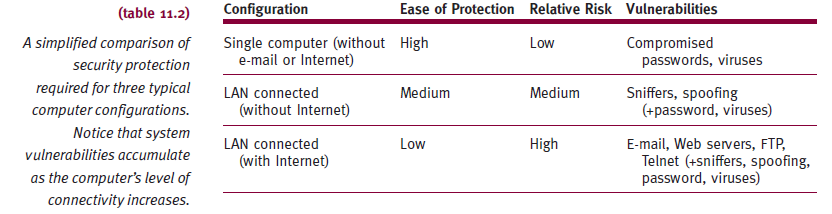 (table 11.2)
A simplified comparison of
security protection
required for three typical
computer configurations.
Notice that system
vulnerabilities accumulate
as the computer's level of
connectivity increases.
Configuration Ease of Protection Relative Risk Vulnerabilities
Single computer (without High Low Compromised
e-mail or Internet) passwords, viruses
LAN connected Medium Medium Sniffers, spoofing
(without Internet) (+password, viruses)
LAN connected Low High E-mail, Web servers, FTP,
(with Internet) Telnet (+sniffers, spoofing,
password, viruses)